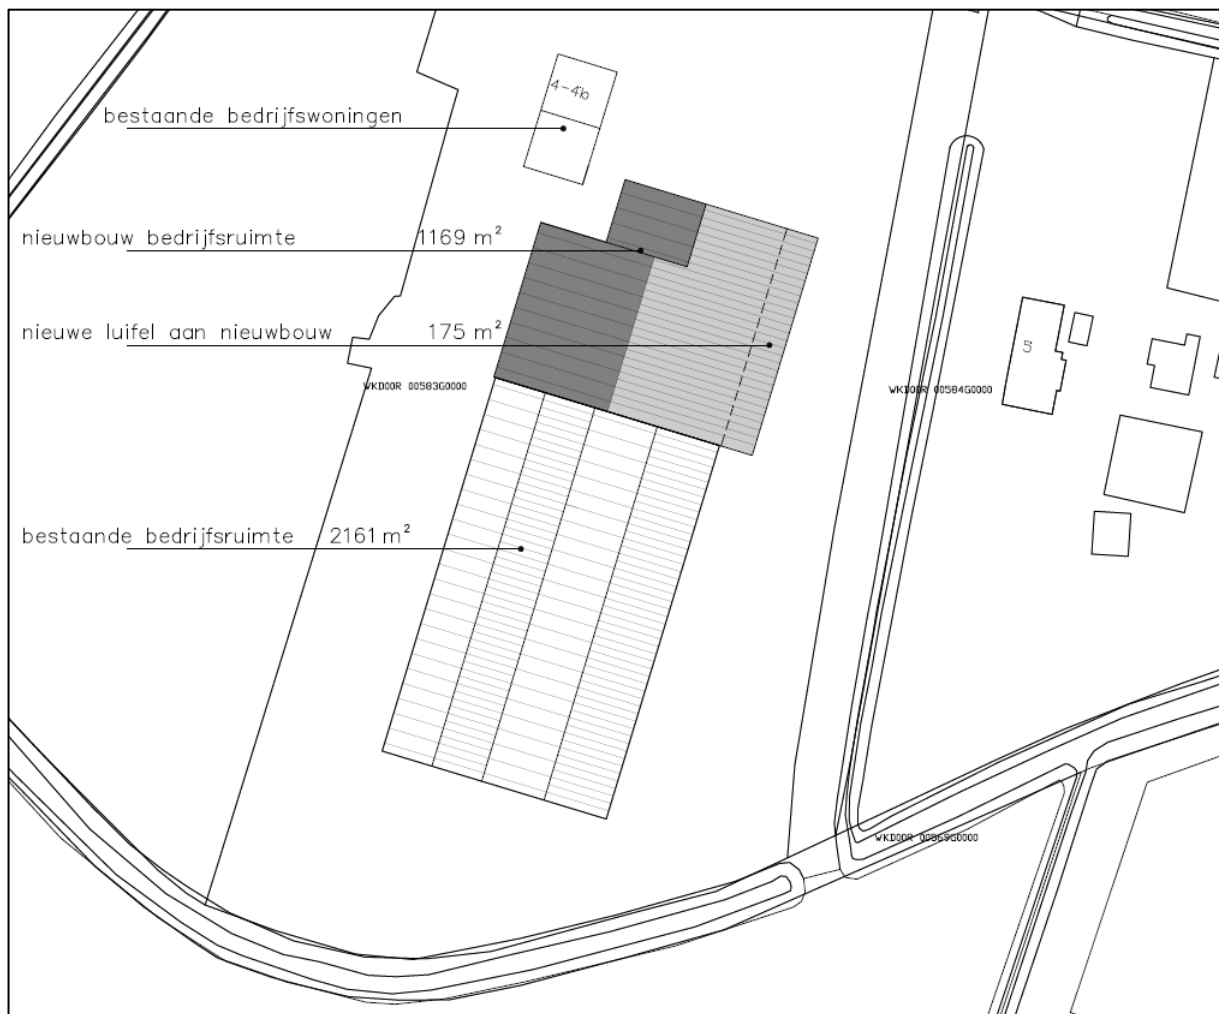 4-4b
bestaande bedrijfswoningen
nieuwbouw bedrijfsruimte 1169 m²
nieuwe luifel aan nieuwbouw 175 m²
5
WKD00R 00583G0000
WKD00R 00584G0000
bestaande bedrijfsruimte 2161 m²
WKD00R 00569G0000